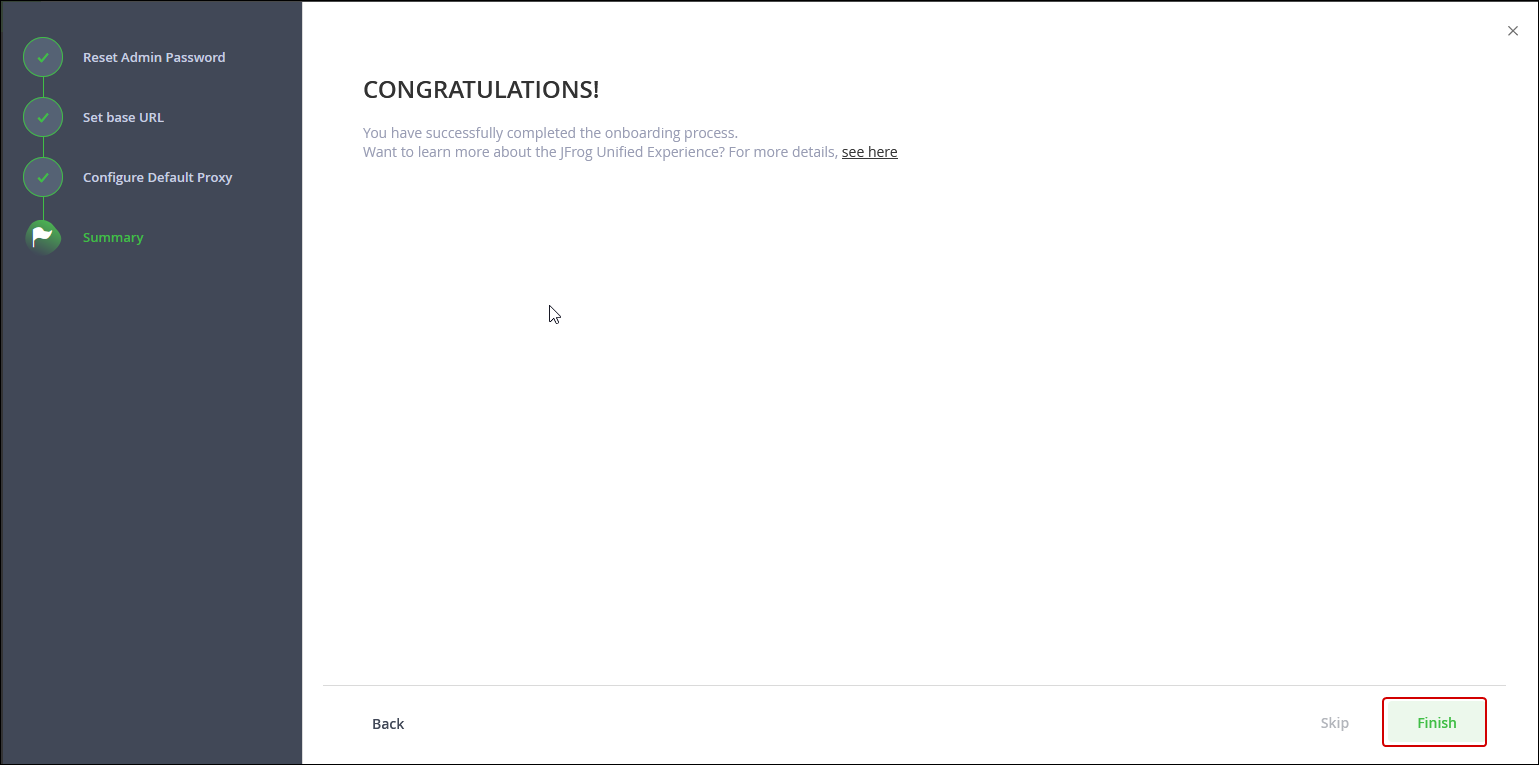 Reset Admin Password
Set base URL
Configure Default Proxy
Summary
CONGRATULATIONS!
You have successfully completed the onboarding process.
Want to learn more about the JFrog Unified Experience? For more details, see here
Back
Skip
Finish